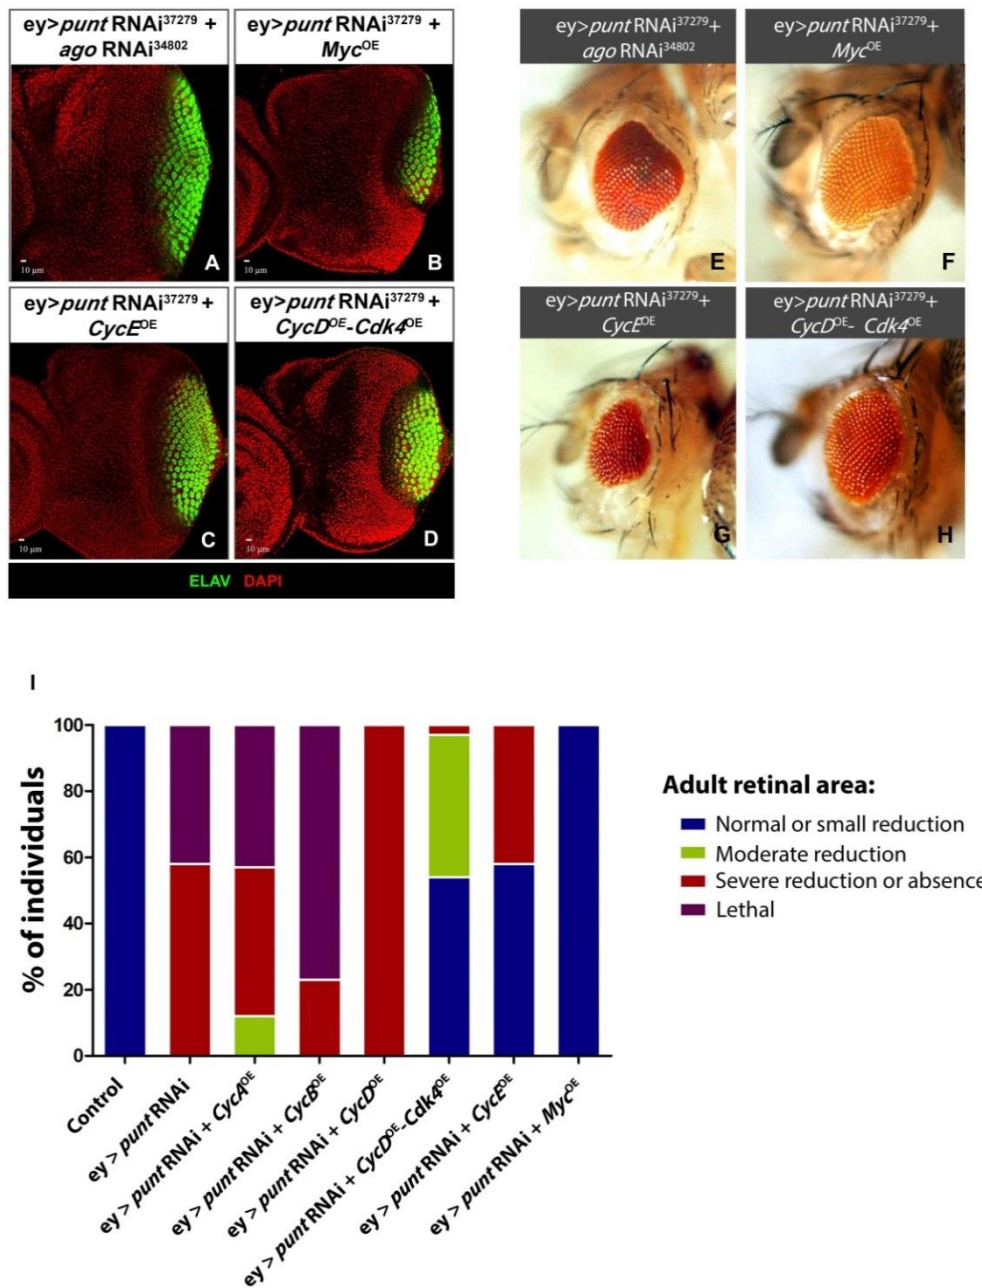 ey>punt RNAi³⁷²⁷⁹ +
ago RNAi³⁴⁸⁰²
ey>punt RNAi³⁷²⁷⁹ +
Mycᴼᴱ
10 µm
A
10 µm
B
ey>punt RNAi³⁷²⁷⁹ +
CycEᴼᴱ
ey>punt RNAi³⁷²⁷⁹ +
CycDᴼᴱ-Cdk4ᴼᴱ
10 µm
C
10 µm
D
ELAV DAPI
ey>punt RNAi³⁷²⁷⁹+
ago RNAi³⁴⁸⁰²
ey>punt RNAi³⁷²⁷⁹+
Mycᴼᴱ
E
F
ey>punt RNAi³⁷²⁷⁹+
CycEᴼᴱ
ey>punt RNAi³⁷²⁷⁹+
CycDᴼᴱ- Cdk4ᴼᴱ
G
H
I
% of individuals
100
80
60
40
20
0
Control
ey > punt RNAi
ey > punt RNAi + CycAᴼᴱ
ey > punt RNAi + CycBᴼᴱ
ey > punt RNAi + CycDᴼᴱ
ey > punt RNAi + CycDᴼᴱ-Cdk4ᴼᴱ
ey > punt RNAi + CycEᴼᴱ
ey > punt RNAi + Mycᴼᴱ
Adult retinal area:
Normal or small reduction
Moderate reduction
Severe reduction or absence
Lethal